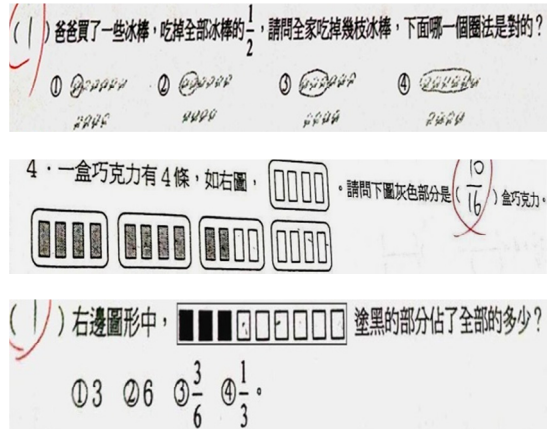 ( 1 ) 爸爸買了一些冰棒，吃掉全部冰棒的 1/2，請問全家吃掉幾枝冰棒，下面哪一個圈法是對的？
① ② ③ ④
4．一盒巧克力有4條，如右圖，。請問下圖灰色部分是( 10/16 )盒巧克力。
( 1 ) 右邊圖形中，塗黑的部分佔了全部的多少？
①3 ②6 ③3/6 ④1/3。